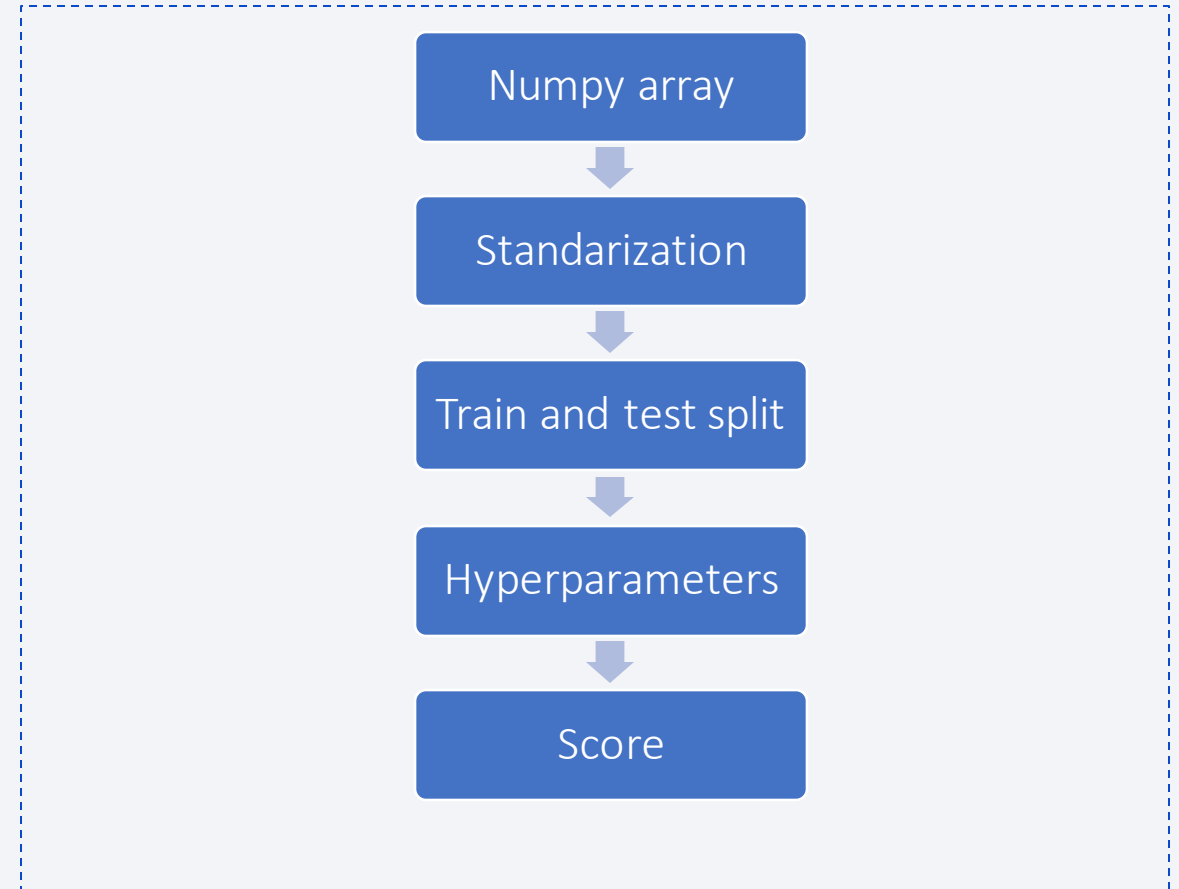 Numpy array
Standarization
Train and test split
Hyperparameters
Score